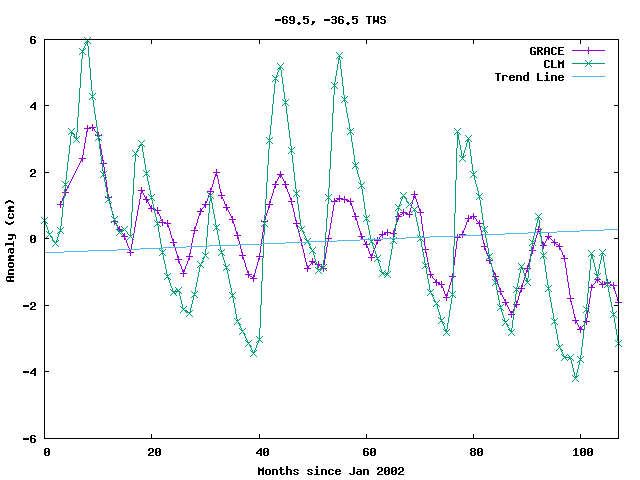 -69.5, -36.5 TWS
GRACE
CLM
Trend Line
6
4
2
0
-2
-4
-6
Anomaly (cm)
0 20 40 60 80 100
Months since Jan 2002